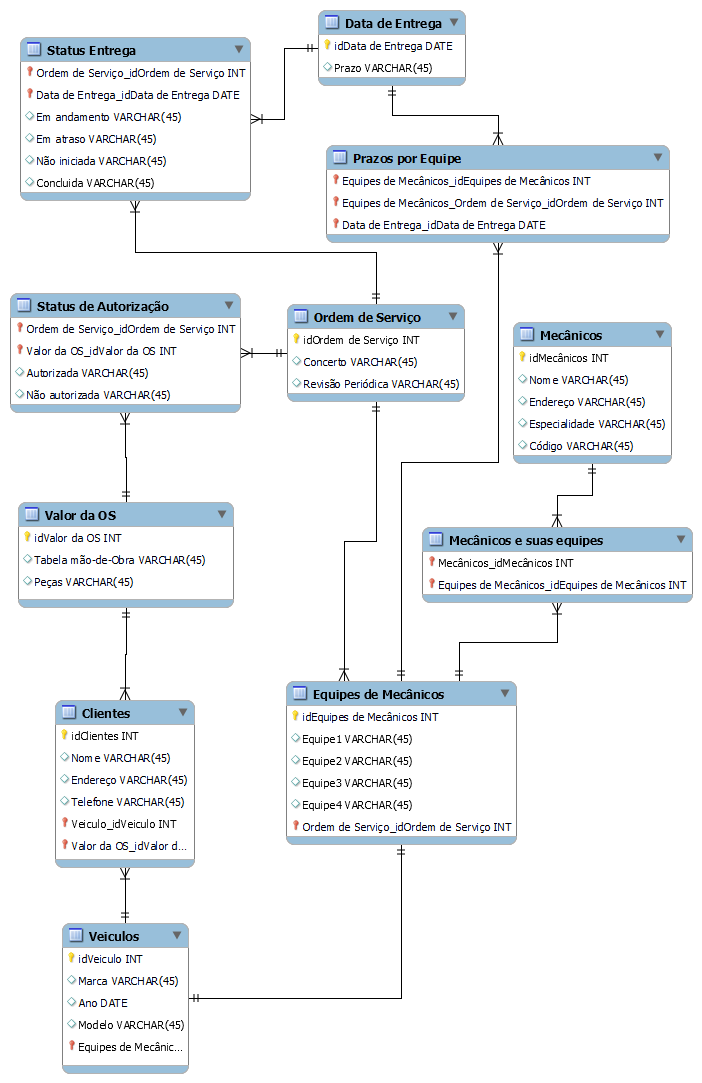 Data de Entrega
idData de Entrega DATE
Prazo VARCHAR(45)
Status Entrega
Ordem de Serviço_idOrdem de Serviço INT
Data de Entrega_idData de Entrega DATE
Em andamento VARCHAR(45)
Em atraso VARCHAR(45)
Não iniciada VARCHAR(45)
Concluida VARCHAR(45)
Prazos por Equipe
Equipes de Mecânicos_idEquipes de Mecânicos INT
Equipes de Mecânicos_Ordem de Serviço_idOrdem de Serviço INT
Data de Entrega_idData de Entrega DATE
Status de Autorização
Ordem de Serviço_idOrdem de Serviço INT
Valor da OS_idValor da OS INT
Autorizada VARCHAR(45)
Não autorizada VARCHAR(45)
Ordem de Serviço
idOrdem de Serviço INT
Concerto VARCHAR(45)
Revisão Periódica VARCHAR(45)
Mecânicos
idMecânicos INT
Nome VARCHAR(45)
Endereço VARCHAR(45)
Especialidade VARCHAR(45)
Código VARCHAR(45)
Valor da OS
idValor da OS INT
Tabela mão-de-Obra VARCHAR(45)
Peças VARCHAR(45)
Mecânicos e suas equipes
Mecânicos_idMecânicos INT
Equipes de Mecânicos_idEquipes de Mecânicos INT
Clientes
idClientes INT
Nome VARCHAR(45)
Endereço VARCHAR(45)
Telefone VARCHAR(45)
Veiculo_idVeiculo INT
Valor da OS_idValor d...
Equipes de Mecânicos
idEquipes de Mecânicos INT
Equipe1 VARCHAR(45)
Equipe2 VARCHAR(45)
Equipe3 VARCHAR(45)
Equipe4 VARCHAR(45)
Ordem de Serviço_idOrdem de Serviço INT
Veiculos
idVeiculo INT
Marca VARCHAR(45)
Ano DATE
Modelo VARCHAR(45)
Equipes de Mecânic...